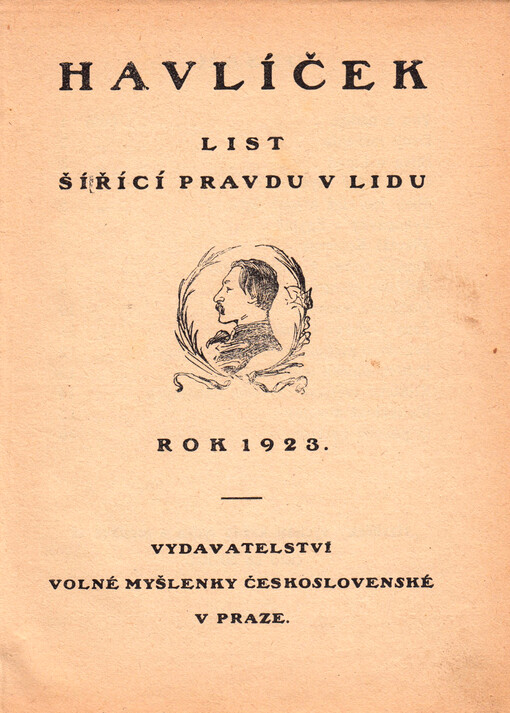 HAVLÍČEK
LIST
ŠÍŘÍCÍ PRAVDU V LIDU
ROK 1923.
VYDAVATELSTVÍ
VOLNÉ MYŠLENKY ČESKOSLOVENSKÉ
V PRAZE.